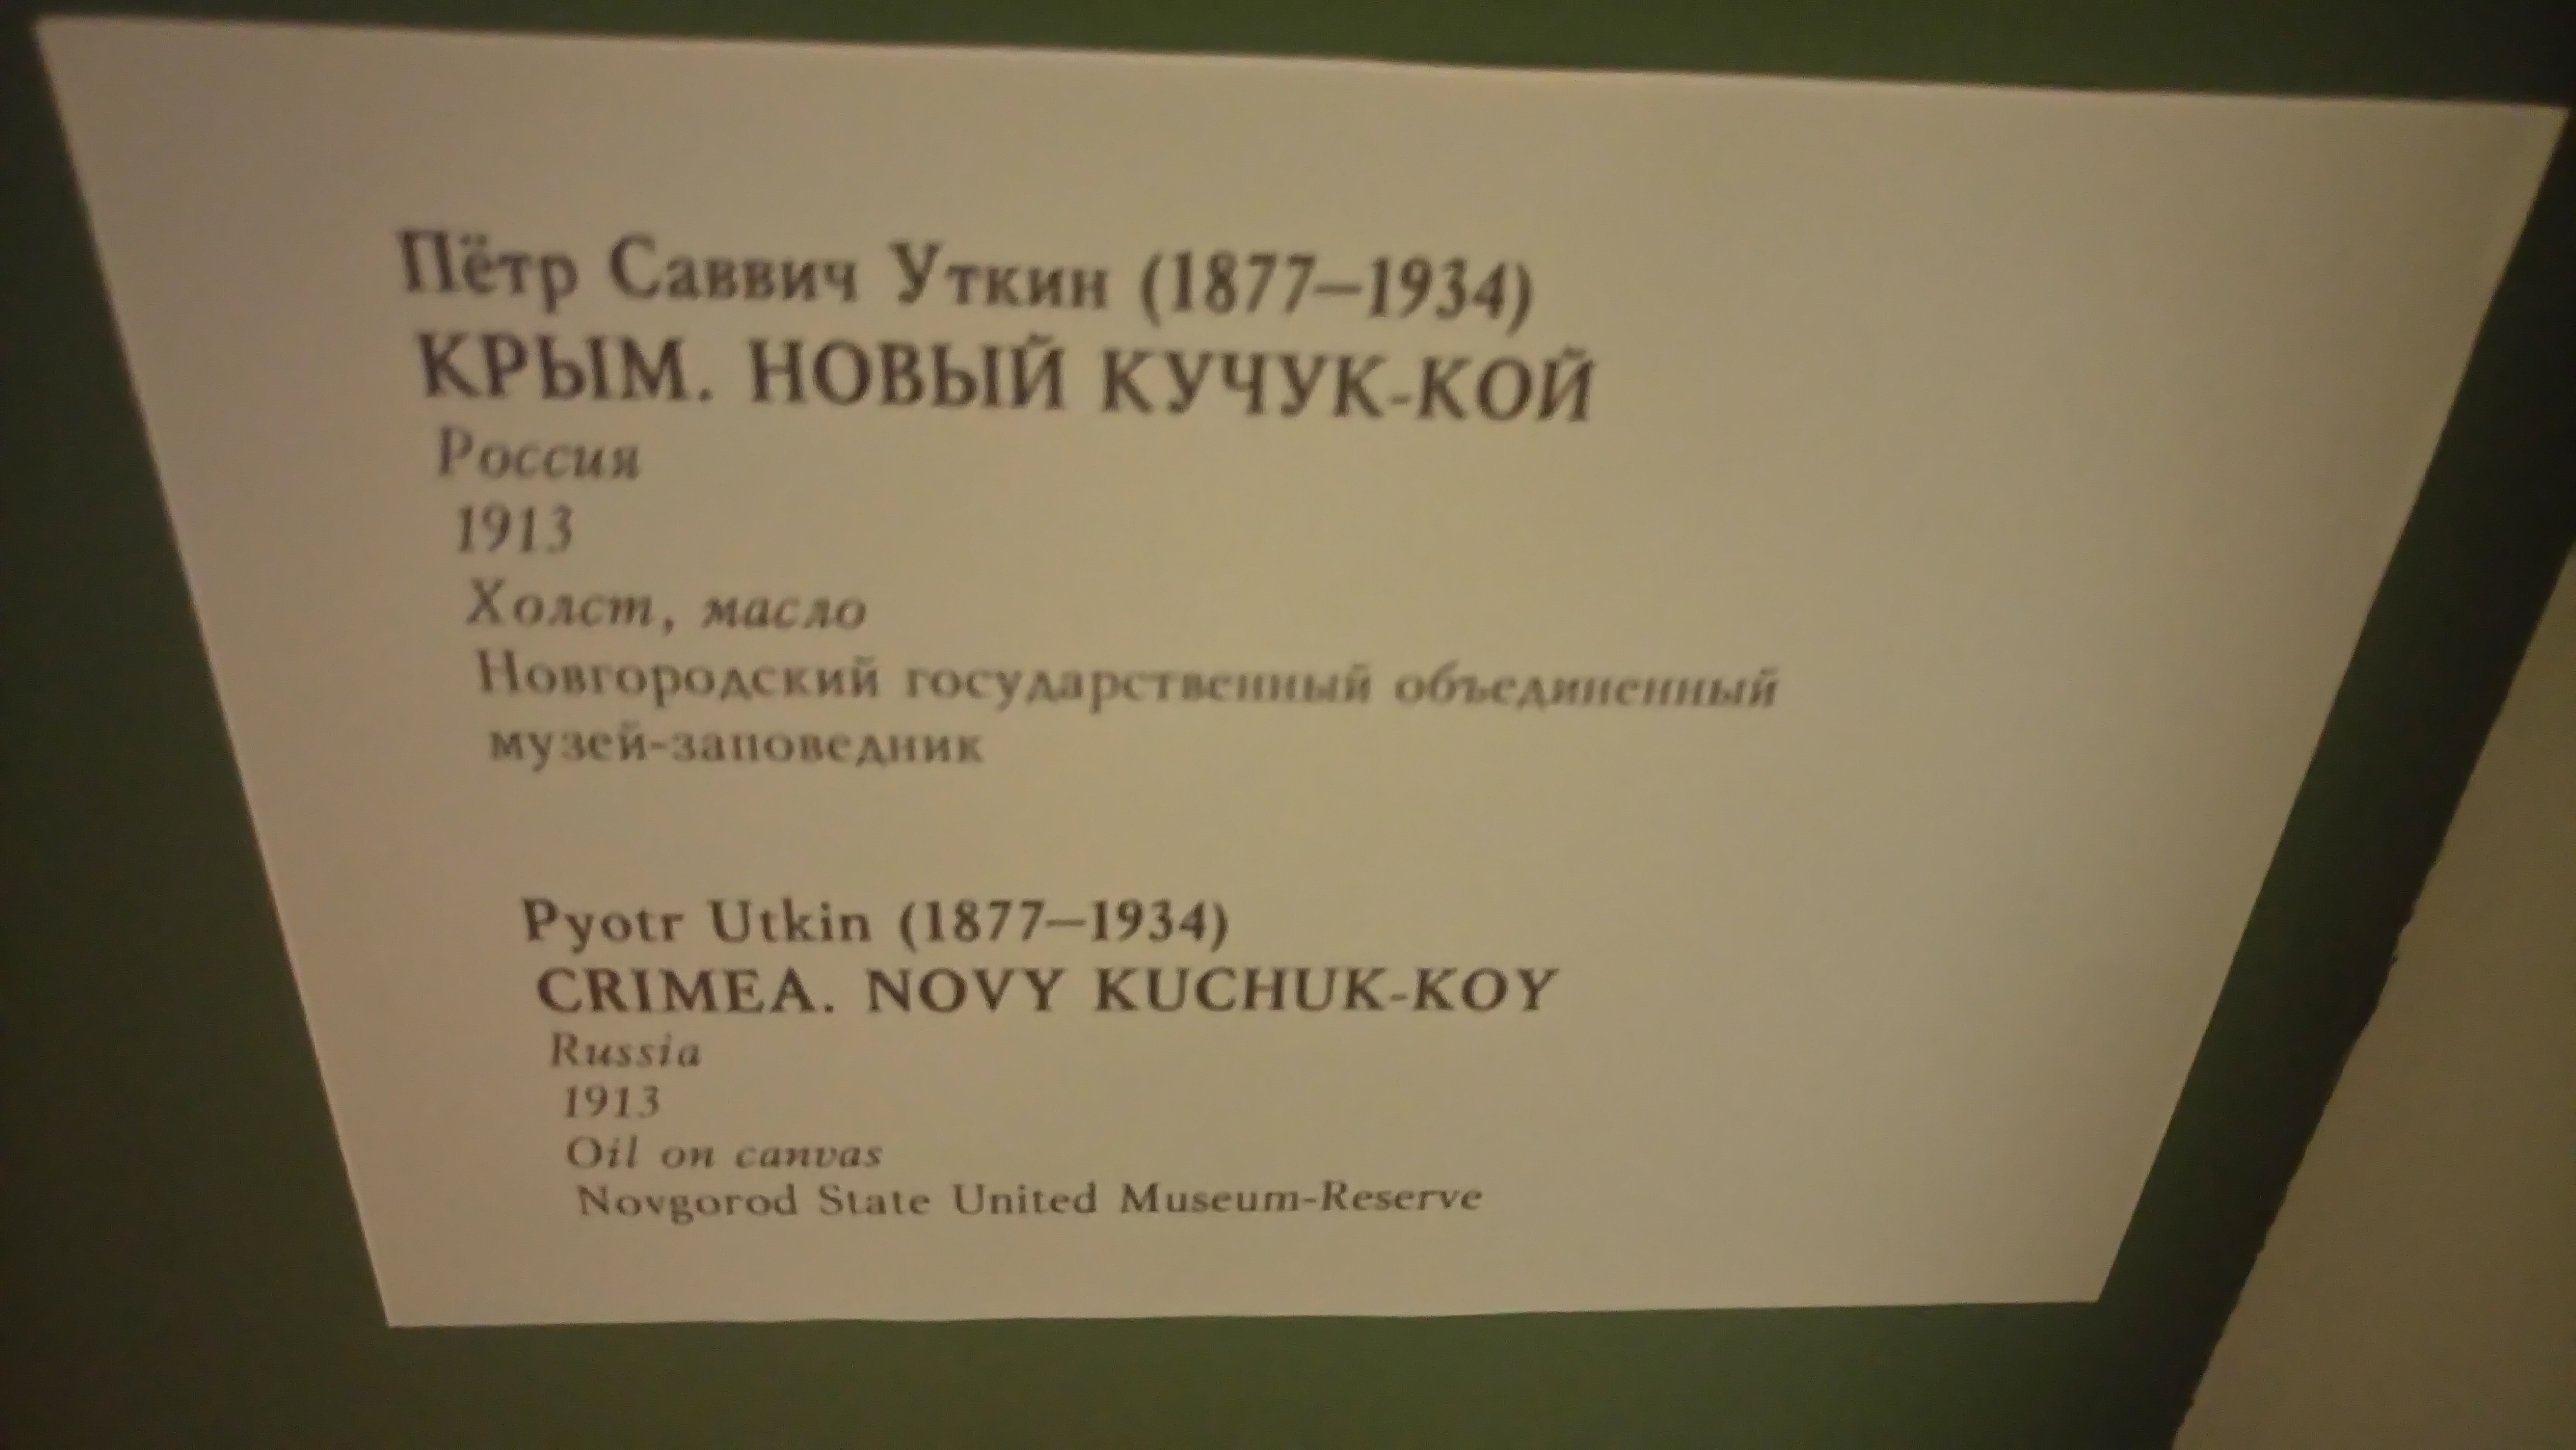 Пётр Саввич Уткин (1877—1934)
КРЫМ. НОВЫЙ КУЧУК-КОЙ
Россия
1913
Холст, масло
Новгородский государственный объединенный
музей-заповедник
Pyotr Utkin (1877—1934)
CRIMEA. NOVY KUCHUK-KOY
Russia
1913
Oil on canvas
Novgorod State United Museum-Reserve